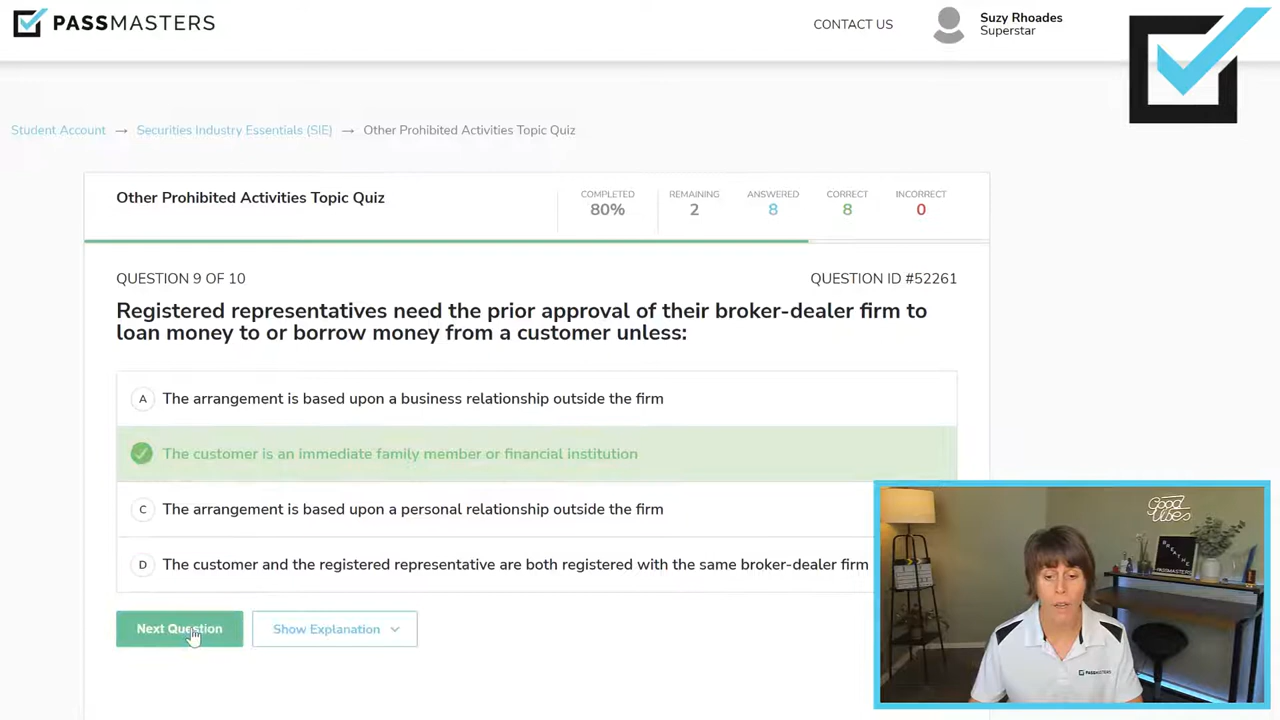 PASSMASTERS
CONTACT US
Suzy Rhoades
Superstar
Student Account → Securities Industry Essentials (SIE) → Other Prohibited Activities Topic Quiz
Other Prohibited Activities Topic Quiz
COMPLETED
80%
REMAINING
2
ANSWERED
8
CORRECT
8
INCORRECT
0
QUESTION 9 OF 10
QUESTION ID #52261
Registered representatives need the prior approval of their broker-dealer firm to
loan money to or borrow money from a customer unless:
A The arrangement is based upon a business relationship outside the firm
The customer is an immediate family member or financial institution
C The arrangement is based upon a personal relationship outside the firm
D The customer and the registered representative are both registered with the same broker-dealer firm
Next Question
Show Explanation
Good
Vibes
BREATHE
PASSMASTERS
PASSMASTERS